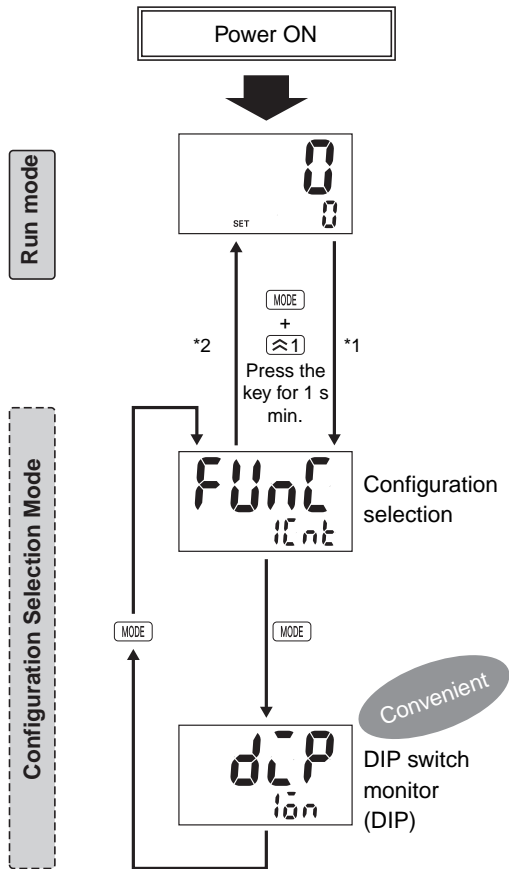 Power ON
Run mode
0
0
SET
MODE
+
1
*2
*1
Press the
key for 1 s
min.
Configuration Selection Mode
FUnC
1Cnt
Configuration
selection
MODE
MODE
Convenient
diP
1on
DIP switch
monitor
(DIP)